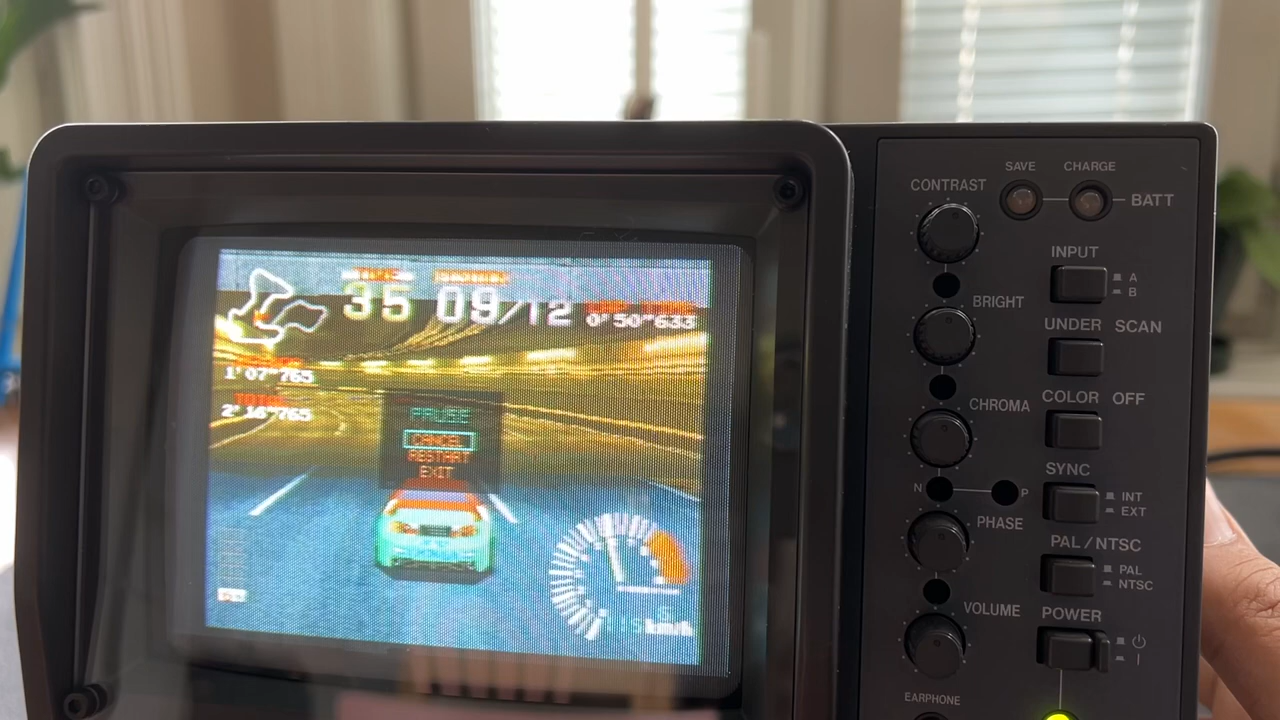 35 09/12
0'50"633
1'07"765
2'16"765
PAUSE
CANCEL
RESTART
EXIT
km/h
CONTRAST
SAVE CHARGE
BATT
INPUT
A
B
BRIGHT
UNDER SCAN
CHROMA
COLOR OFF
N P
SYNC
INT
EXT
PHASE
PAL/NTSC
PAL
NTSC
VOLUME
POWER
EARPHONE